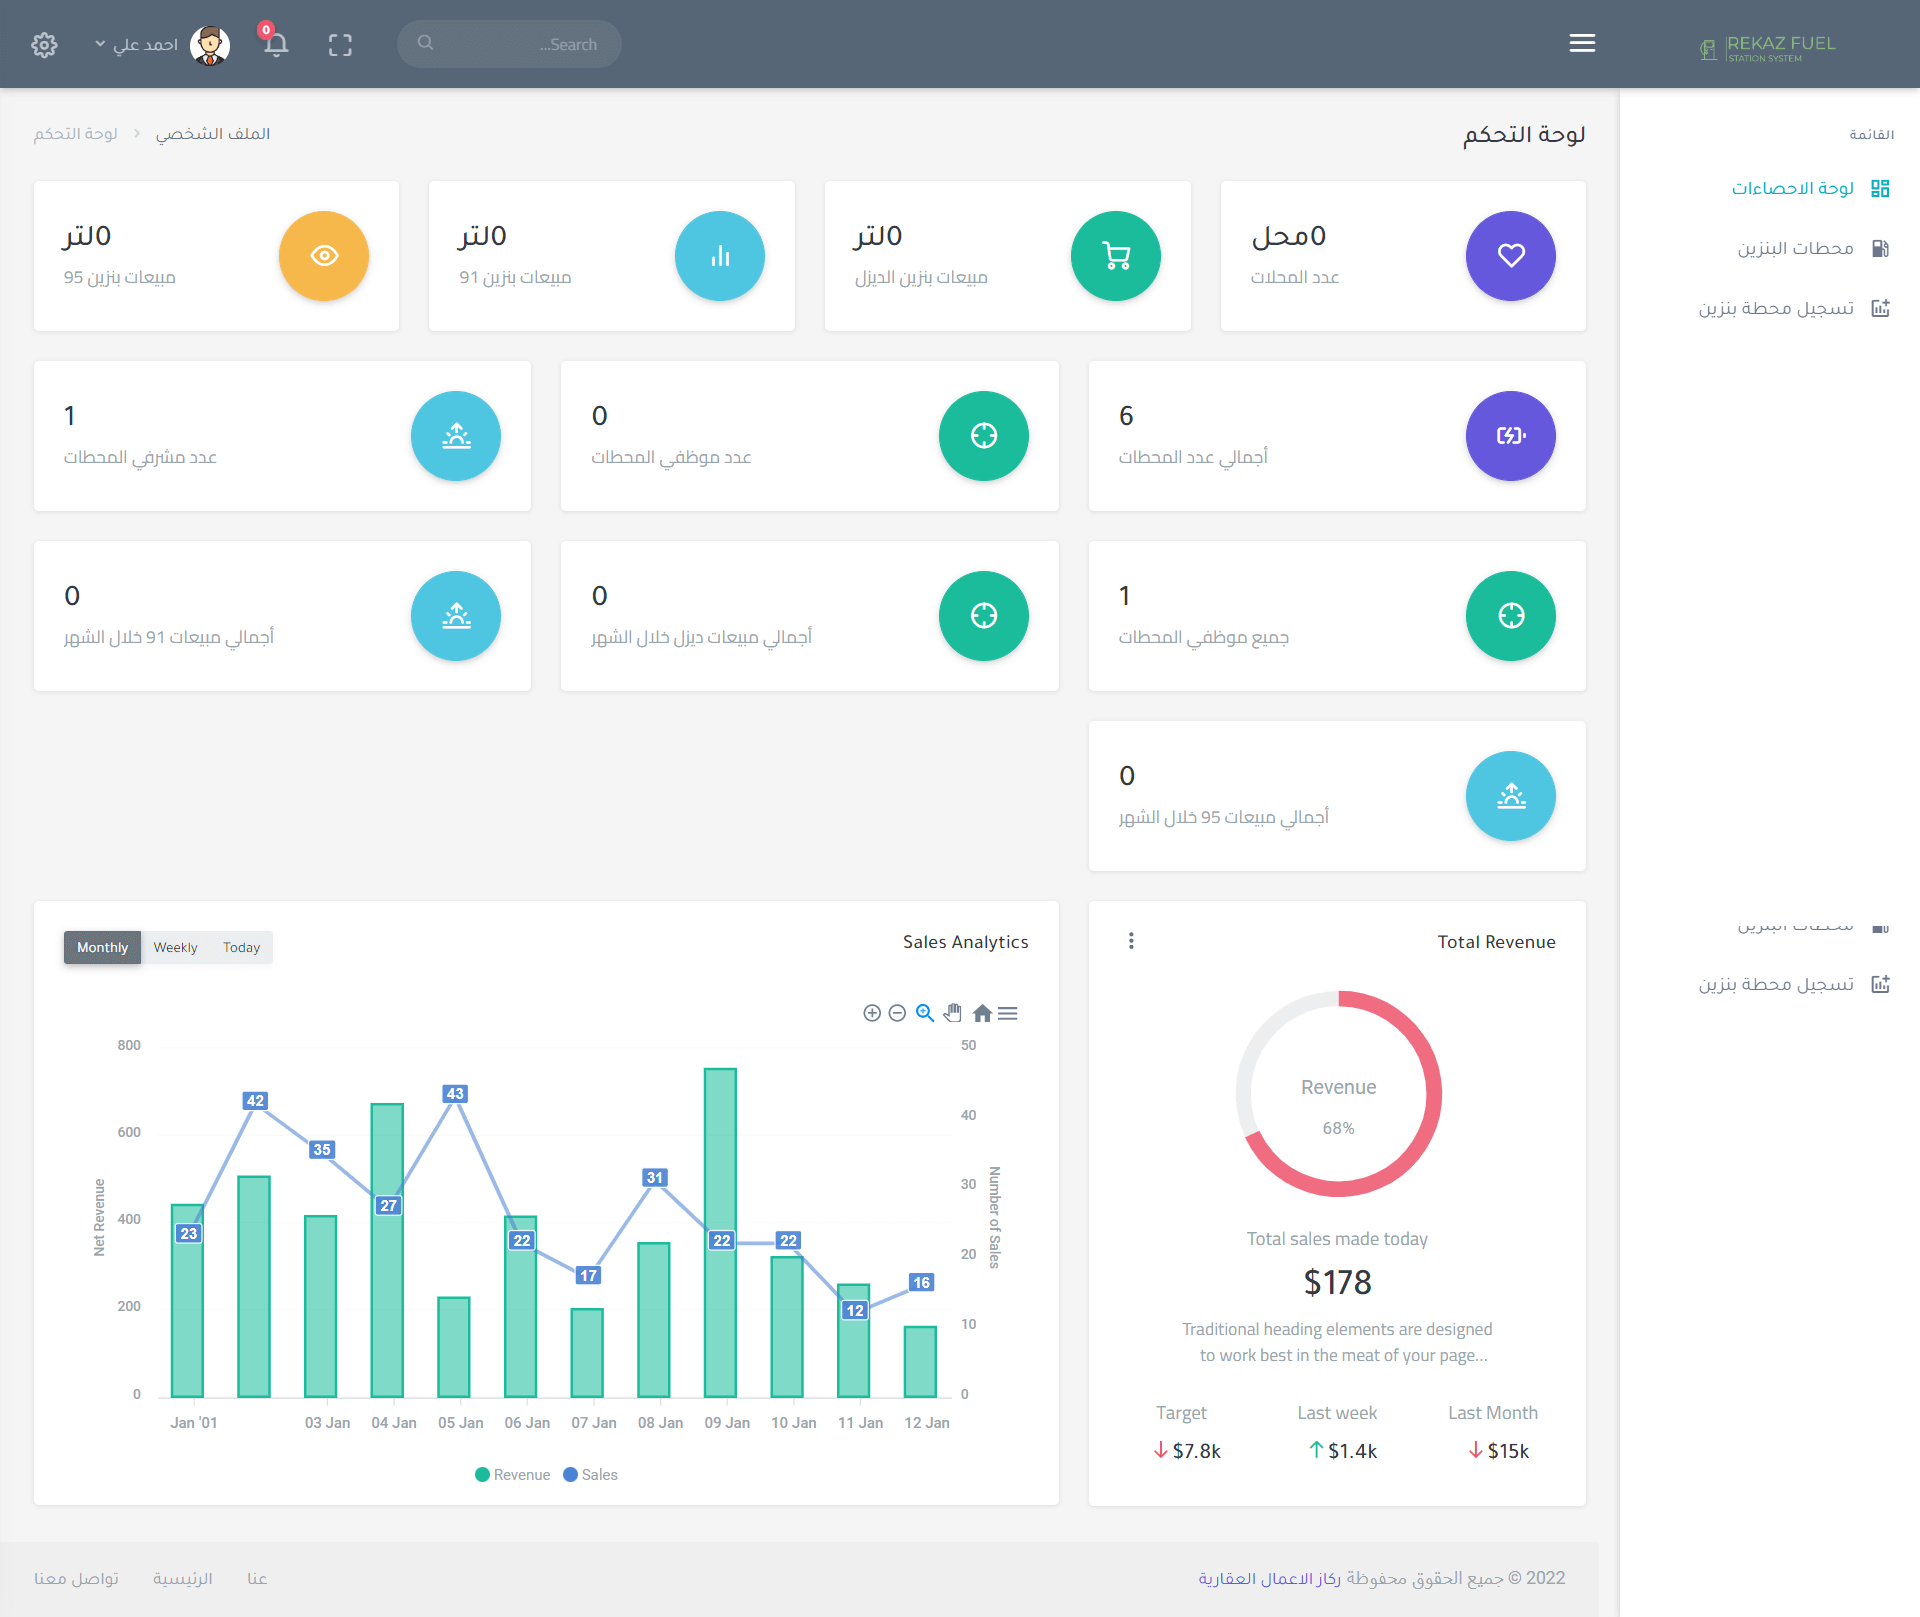 REKAZ FUEL
STATION SYSTEM
Search...
0
احمد علي
القائمة
لوحة الاحصاءات
محطات البنزين
تسجيل محطة بنزين
لوحة التحكم
الملف الشخصي
لوحة التحكم
0محل
عدد المحلات
0لتر
مبيعات بنزين الديزل
0لتر
مبيعات بنزين 91
0لتر
مبيعات بنزين 95
6
أجمالي عدد المحطات
0
عدد موظفي المحطات
1
عدد مشرفي المحطات
1
جميع موظفي المحطات
0
أجمالي مبيعات ديزل خلال الشهر
0
أجمالي مبيعات 91 خلال الشهر
0
أجمالي مبيعات 95 خلال الشهر
محطات البنزين
تسجيل محطة بنزين
Total Revenue
Revenue
68%
Total sales made today
$178
Traditional heading elements are designed
to work best in the meat of your page...
Target
$7.8k
Last week
$1.4k
Last Month
$15k
Sales Analytics
Monthly Weekly Today
800
600
400
200
0
Net Revenue
50
40
30
20
10
0
Number of Sales
23
42
35
27
43
22
17
31
22
22
12
16
Jan '01 03 Jan 04 Jan 05 Jan 06 Jan 07 Jan 08 Jan 09 Jan 10 Jan 11 Jan 12 Jan
Revenue Sales
2022 © جميع الحقوق محفوظة ركاز الاعمال العقارية
عنا الرئيسية تواصل معنا